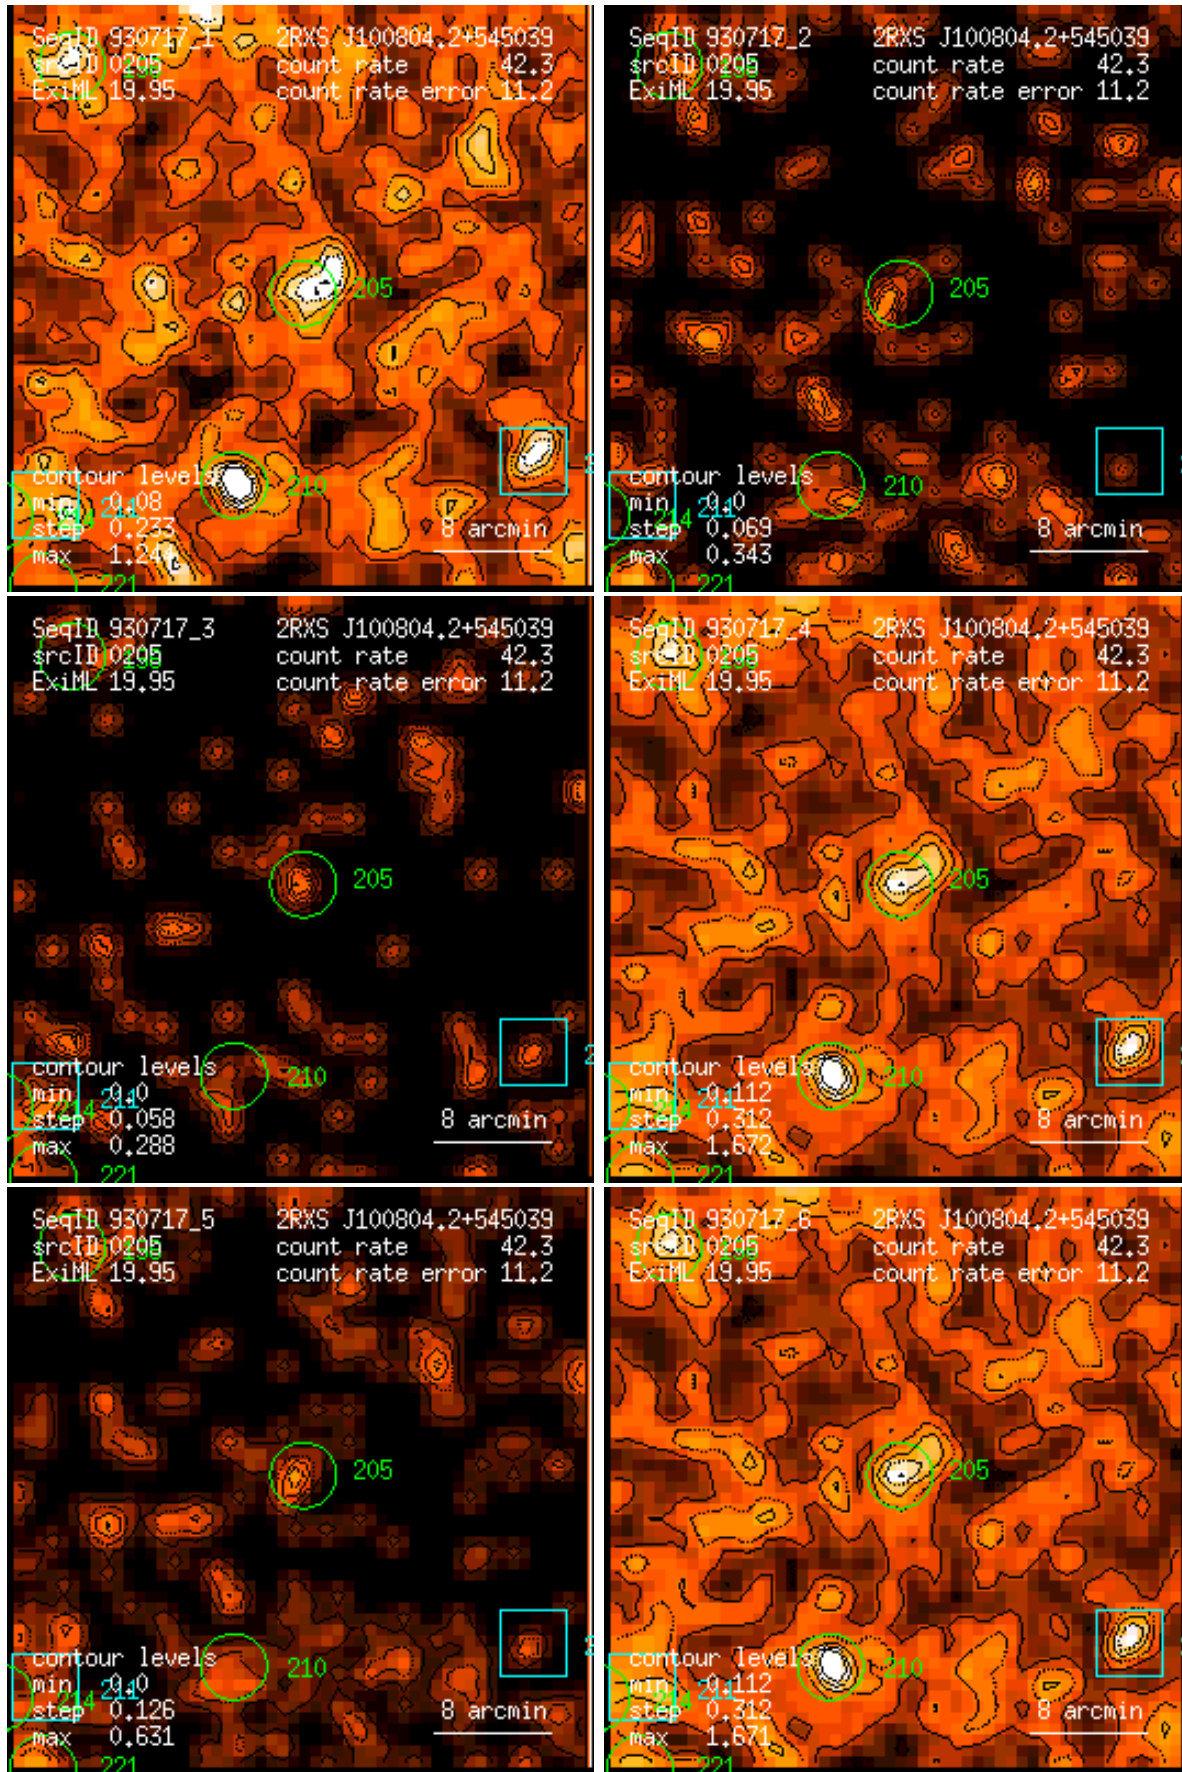 SeqID 930717_1 2RXS J100804.2+545039
srcID 0205 count rate 42.3
ExiML 19.95 count rate error 11.2
205
contour levels
210
min 0.08
step 0.233
8 arcmin
max 1.244
221
SeqID 930717_2 2RXS J100804.2+545039
srcID 0205 count rate 42.3
ExiML 19.95 count rate error 11.2
205
contour levels
210
min 0.0
step 0.069
8 arcmin
max 0.343
221
SeqID 930717_3 2RXS J100804.2+545039
srcID 0205 count rate 42.3
ExiML 19.95 count rate error 11.2
205
contour levels
210
min 0.0
step 0.058
8 arcmin
max 0.288
221
SeqID 930717_4 2RXS J100804.2+545039
srcID 0205 count rate 42.3
ExiML 19.95 count rate error 11.2
205
contour levels
210
min 0.112
step 0.312
8 arcmin
max 1.672
221
SeqID 930717_5 2RXS J100804.2+545039
srcID 0205 count rate 42.3
ExiML 19.95 count rate error 11.2
205
contour levels
210
min 0.0
step 0.126
8 arcmin
max 0.631
221
SeqID 930717_6 2RXS J100804.2+545039
srcID 0205 count rate 42.3
ExiML 19.95 count rate error 11.2
205
contour levels
210
min 0.112
step 0.312
8 arcmin
max 1.671
221